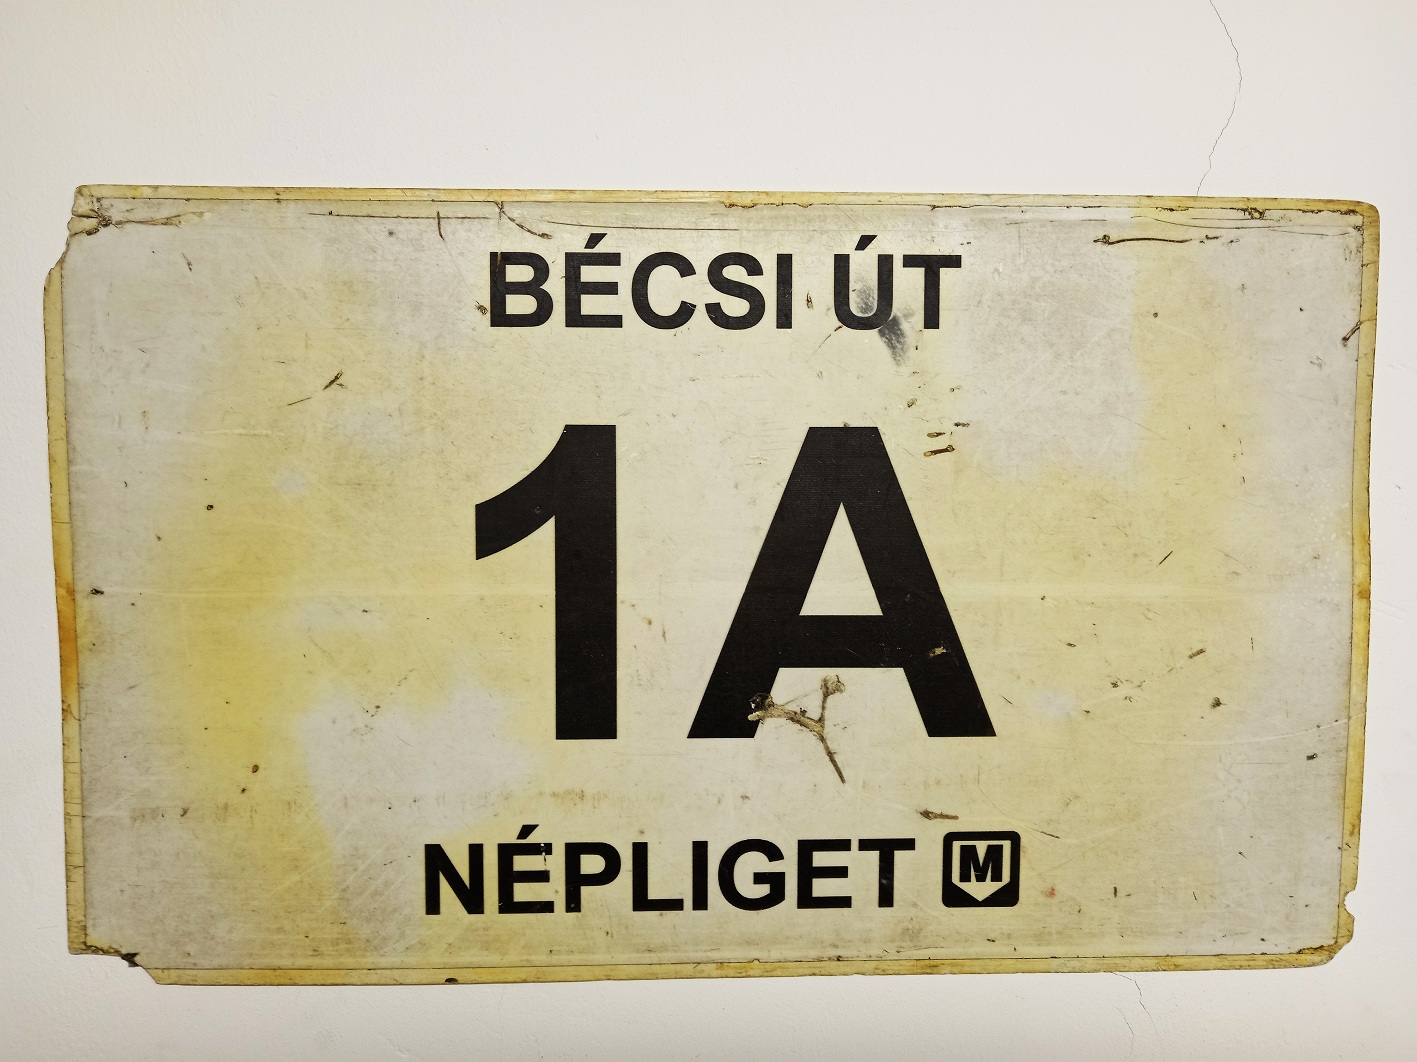 BÉCSI ÚT
1A
NÉPLIGET M